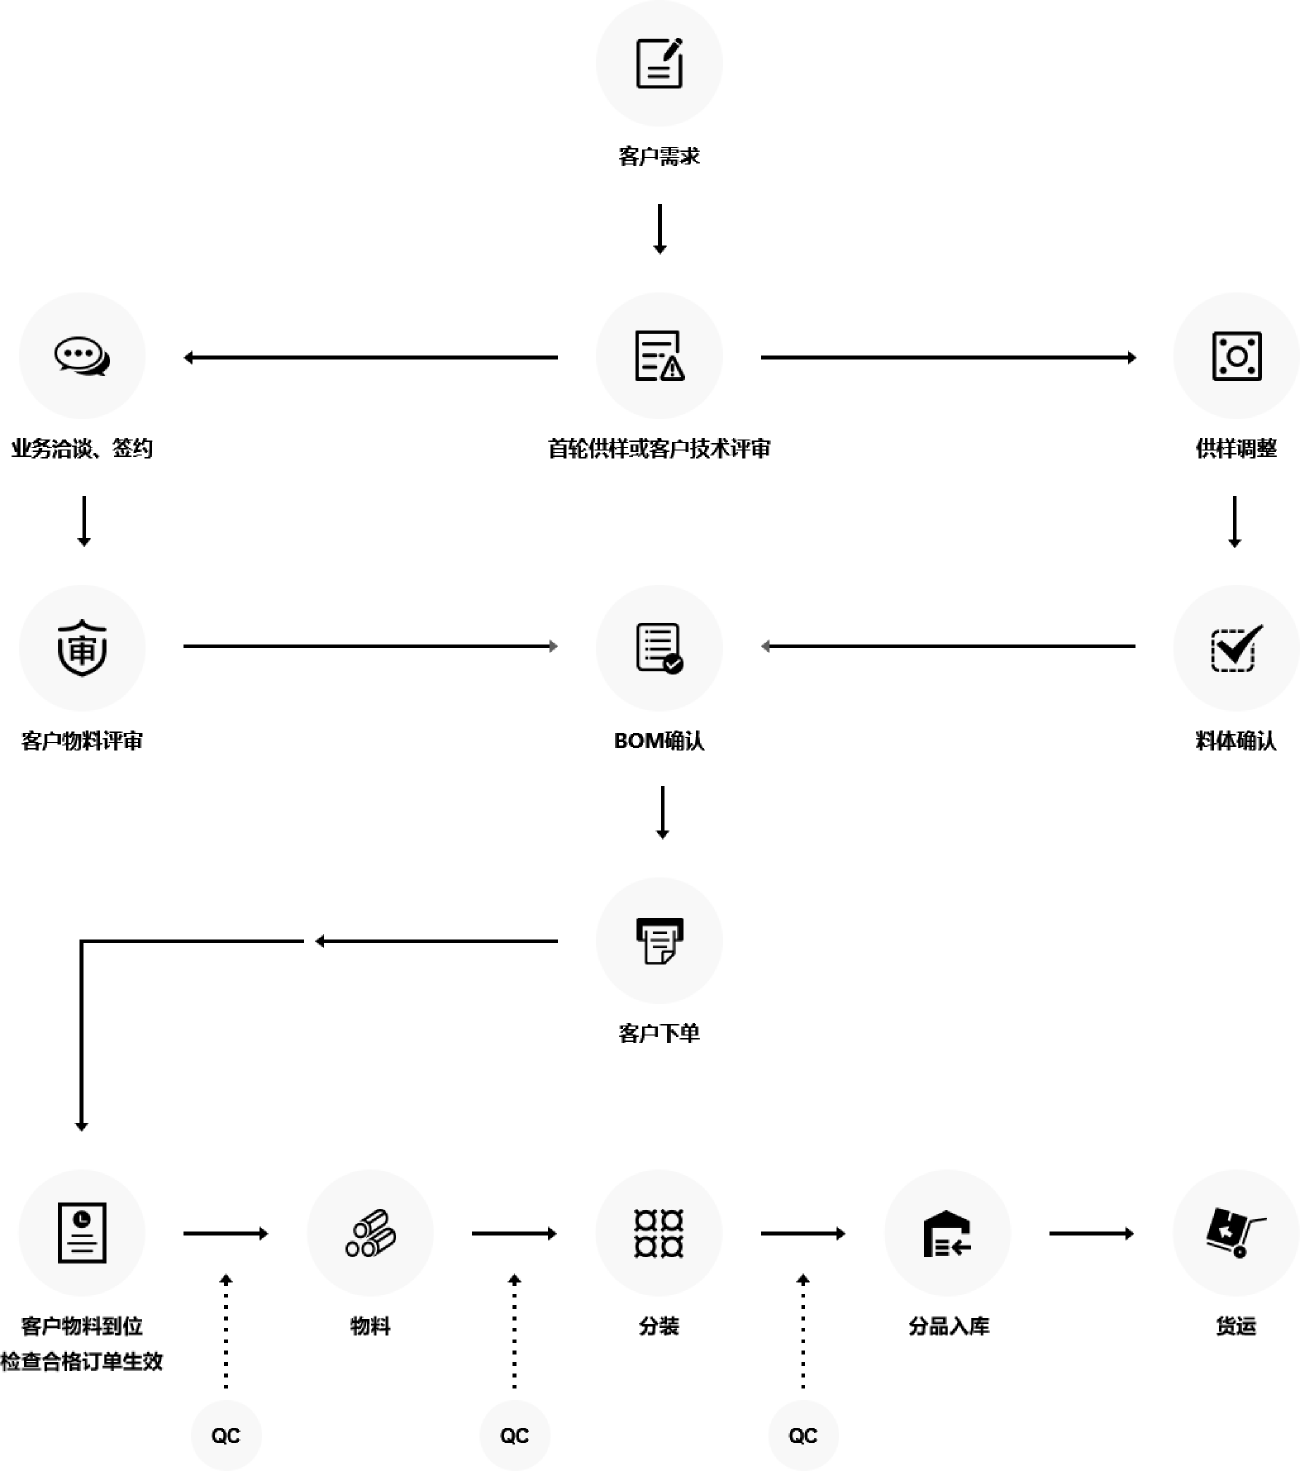 客户需求
业务洽谈、签约
首轮供样或客户技术评审
供样调整
审
客户物料评审
BOM确认
料体确认
客户下单
客户物料到位
检查合格订单生效
物料
分装
分品入库
货运
QC
QC
QC